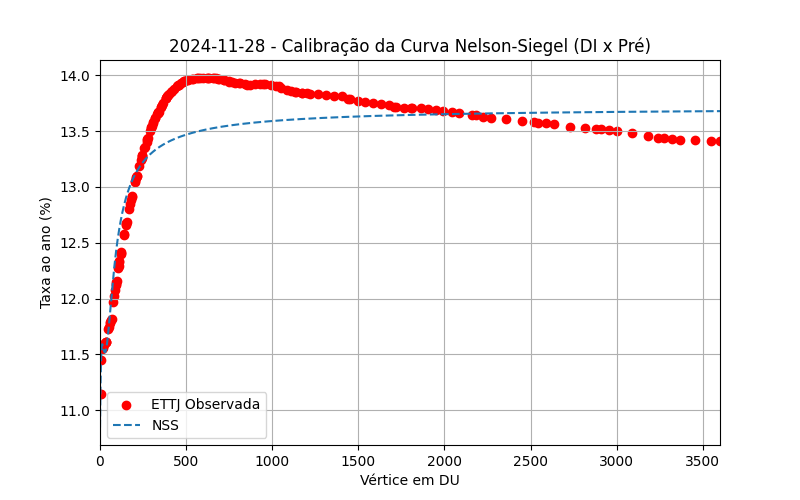 2024-11-28 - Calibração da Curva Nelson-Siegel (DI x Pré)
Taxa ao ano (%)
14.0
13.5
13.0
12.5
12.0
11.5
11.0
ETTJ Observada
NSS
0 500 1000 1500 2000 2500 3000 3500
Vértice em DU